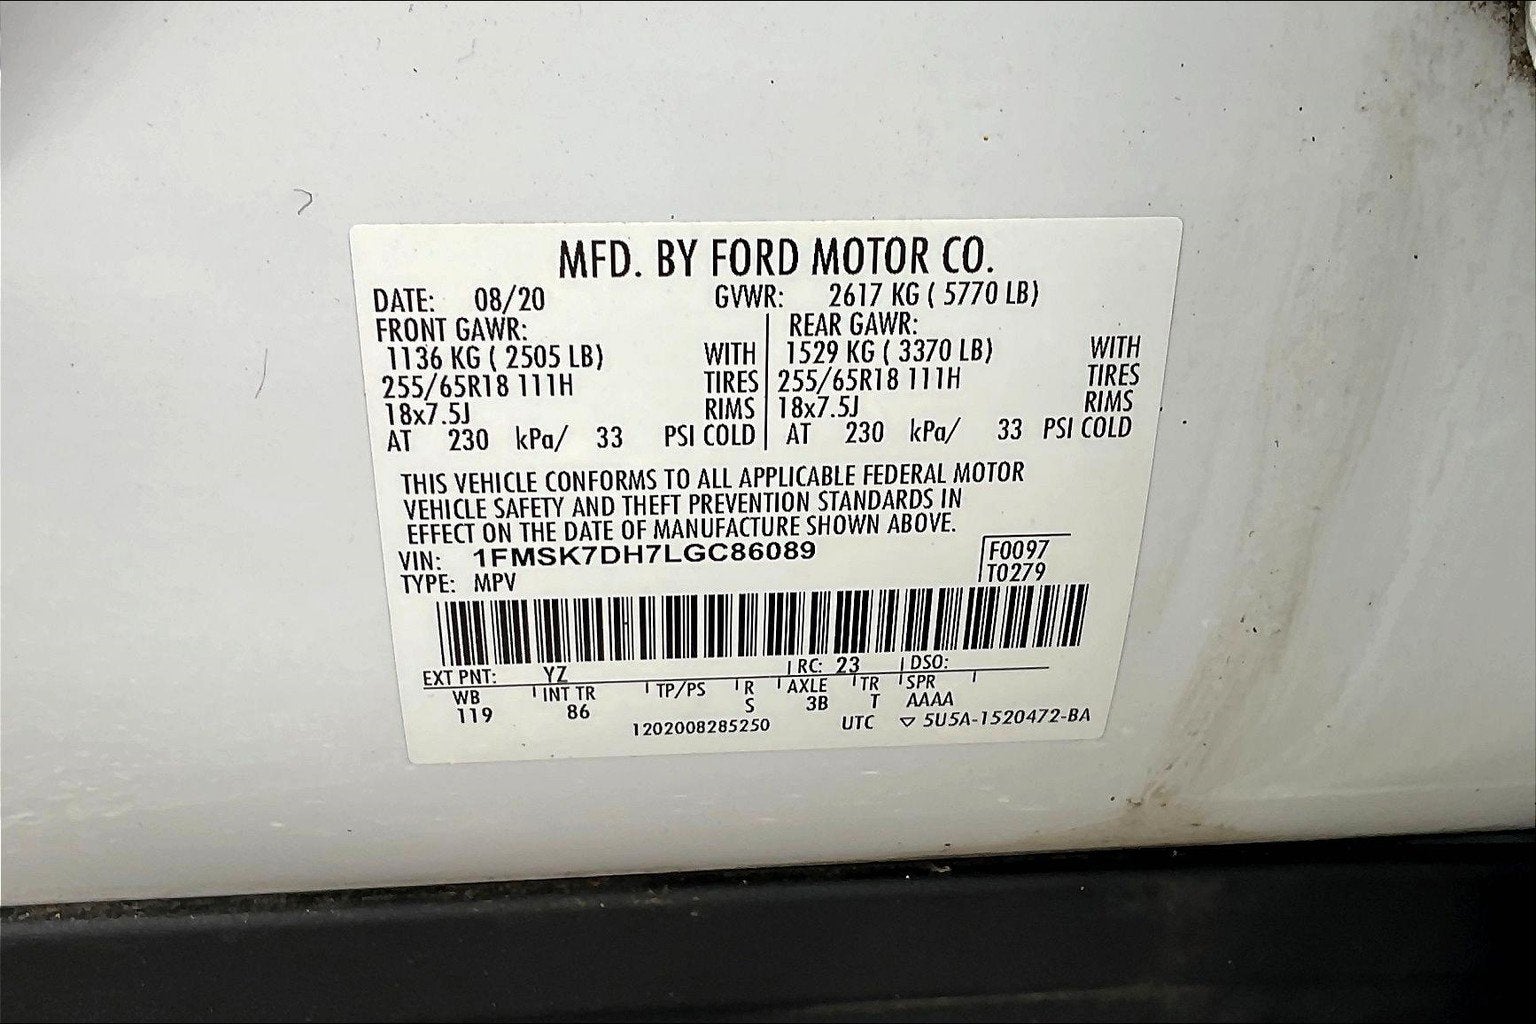 MFD. BY FORD MOTOR CO.
DATE: 08/20 GVWR: 2617 KG ( 5770 LB)
FRONT GAWR: REAR GAWR:
1136 KG ( 2505 LB) WITH 1529 KG ( 3370 LB) WITH
255/65R18 111H TIRES 255/65R18 111H TIRES
18x7.5J RIMS 18x7.5J RIMS
AT 230 kPa/ 33 PSI COLD AT 230 kPa/ 33 PSI COLD
THIS VEHICLE CONFORMS TO ALL APPLICABLE FEDERAL MOTOR
VEHICLE SAFETY AND THEFT PREVENTION STANDARDS IN
EFFECT ON THE DATE OF MANUFACTURE SHOWN ABOVE.
VIN: 1FMSK7DH7LGC86089 F0097
TYPE: MPV T0279
EXT PNT: YZ RC: 23 DSO:
WB INT TR TP/PS R AXLE TR SPR
119 86 S 3B T AAAA
1202008285250 UTC ▽ 5U5A-1520472-BA